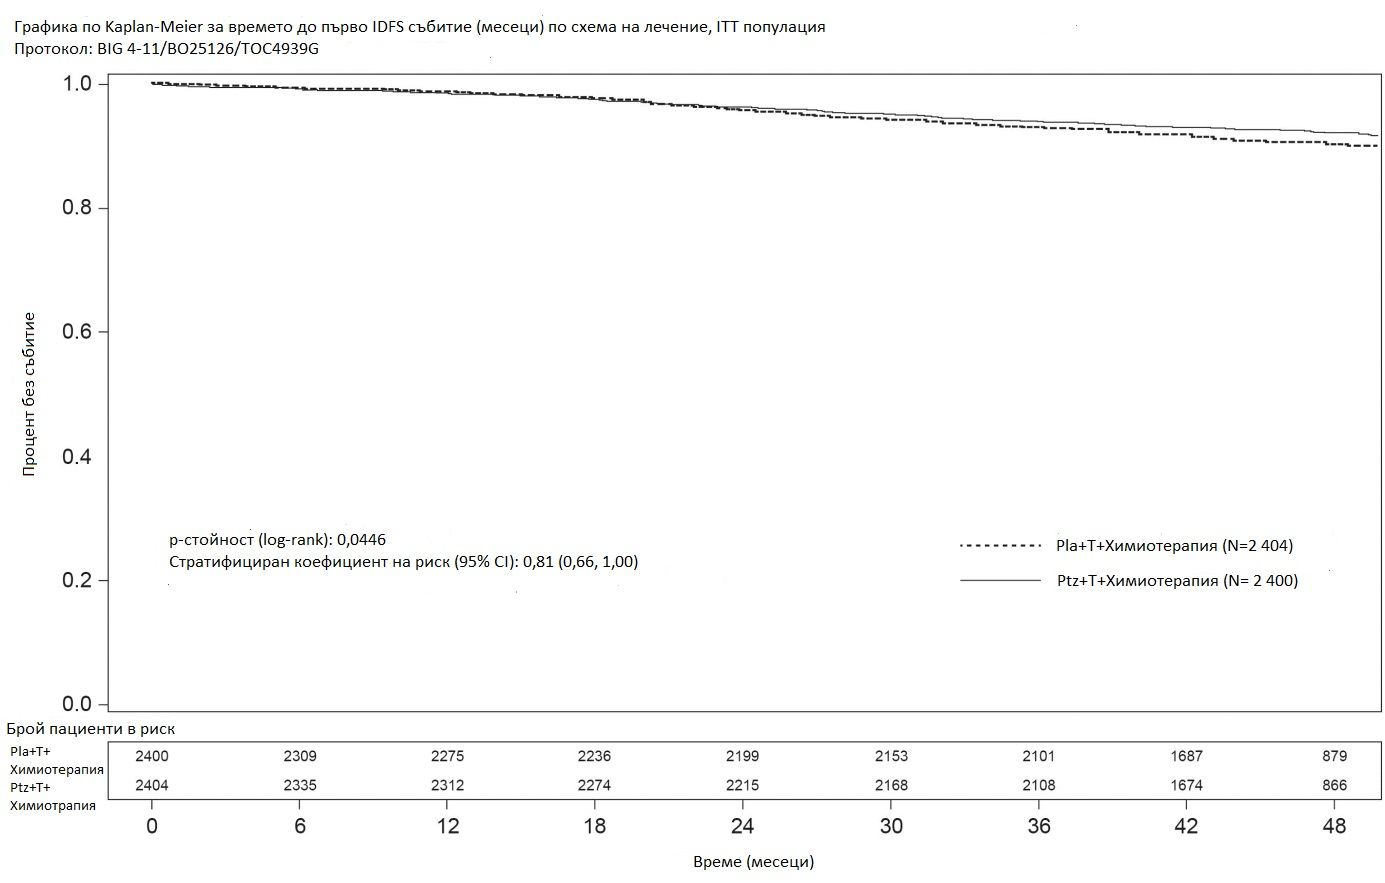 Графика по Kaplan-Meier за времето до първо IDFS събитие (месеци) по схема на лечение, ITT популация
Протокол: BIG 4-11/BO25126/TOC4939G
1.0
0.8
0.6
0.4
0.2
0.0
Процент без събитие
р-стойност (log-rank): 0,0446
Стратифициран коефициент на риск (95% CI): 0,81 (0,66, 1,00)
Pla+T+Химиотерапия (N=2 404)
Ptz+T+Химиотерапия (N= 2 400)
Брой пациенти в риск
Pla+T+
Химиотерапия
2400 2309 2275 2236 2199 2153 2101 1687 879
Ptz+T+
Химиотрапия
2404 2335 2312 2274 2215 2168 2108 1674 866
0 6 12 18 24 30 36 42 48
Време (месеци)